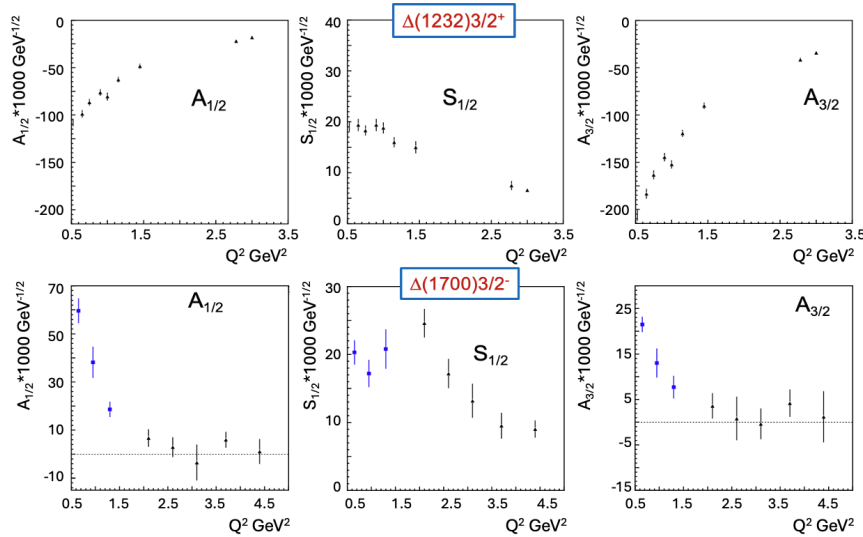 Δ(1232)3/2⁺
A₁/₂*1000 GeV⁻¹/²
0
-50
-100
-150
-200
A₁/₂
0.5 1.5 2.5 3.5
Q² GeV²
S₁/₂*1000 GeV⁻¹/²
40
30
20
10
0
S₁/₂
0.5 1.5 2.5 3.5
Q² GeV²
A₃/₂*1000 GeV⁻¹/²
0
-50
-100
-150
-200
A₃/₂
0.5 1.5 2.5 3.5
Q² GeV²
Δ(1700)3/2⁻
A₁/₂*1000 GeV⁻¹/²
70
50
30
10
-10
A₁/₂
0.5 1.5 2.5 3.5 4.5
Q² GeV²
S₁/₂*1000 GeV⁻¹/²
30
20
10
0
S₁/₂
0.5 1.5 2.5 3.5 4.5
Q² GeV²
A₃/₂*1000 GeV⁻¹/²
25
15
5
-5
-15
A₃/₂
0.5 1.5 2.5 3.5 4.5
Q² GeV²